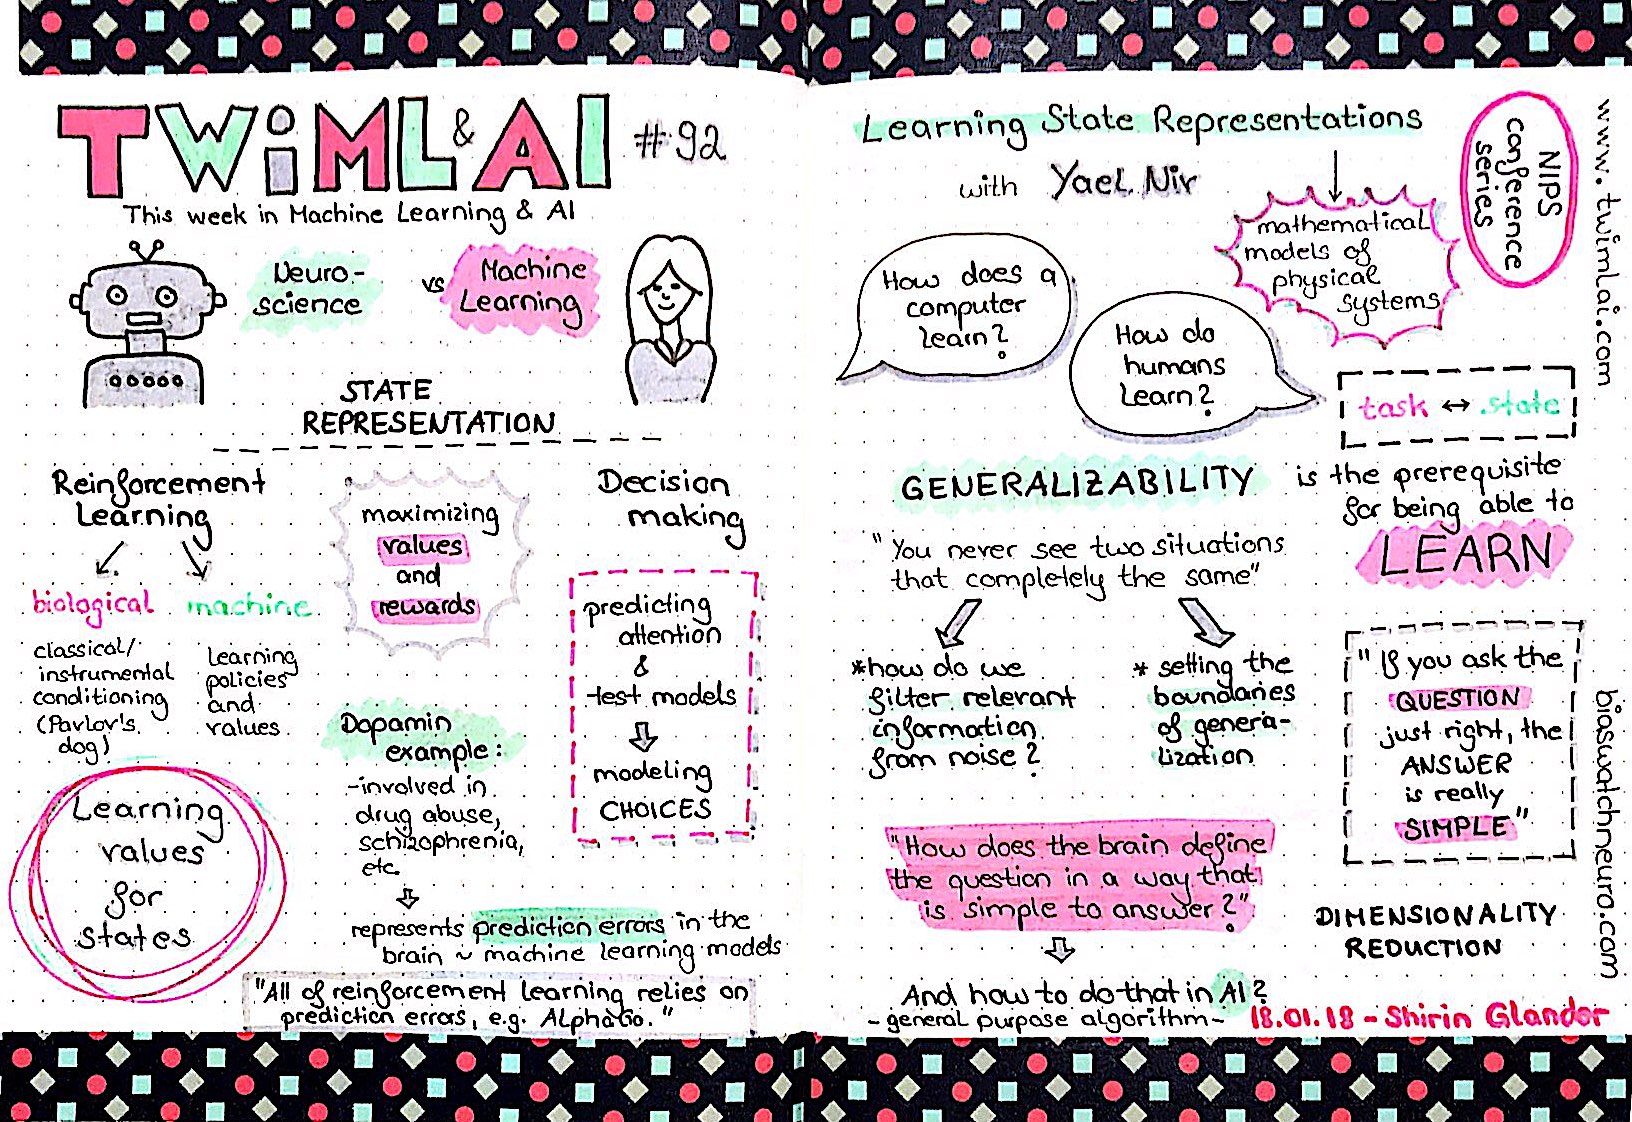 TWiML & AI #92
This week in Machine Learning & AI
Neuro-
science
vs
Machine
Learning
STATE
REPRESENTATION
Reinforcement
Learning
biological
classical/
instrumental
conditioning
(Pavlov's
dog)
machine
learning
policies
and
values
maximizing
values
and
rewards
Decision
making
predicting
attention
&
test models
modeling
CHOICES
Learning
values
for
states
Dopamin
example:
-involved in
drug abuse,
schizophrenia,
etc.
represents prediction errors in the
brain ~ machine learning models
"All of reinforcement learning relies on
prediction errors, e.g. AlphaGo."
Learning State Representations
with Yael Nir
mathematical
models of
physical
systems
NIPS
conference
series
www.twimlai.com
How does a
computer
learn?
How do
humans
learn?
task ↔ state
GENERALIZABILITY is the prerequisite
for being able to
LEARN
"You never see two situations
that completely the same"
*how do we
filter relevant
information
from noise?
* setting the
boundaries
of genera-
lization
"If you ask the
QUESTION
just right, the
ANSWER
is really
SIMPLE"
biaswatchneuro.com
"How does the brain define
the question in a way that
is simple to answer?"
DIMENSIONALITY
REDUCTION
And how to do that in AI?
- general purpose algorithm -
18.01.18 - Shirin Glander